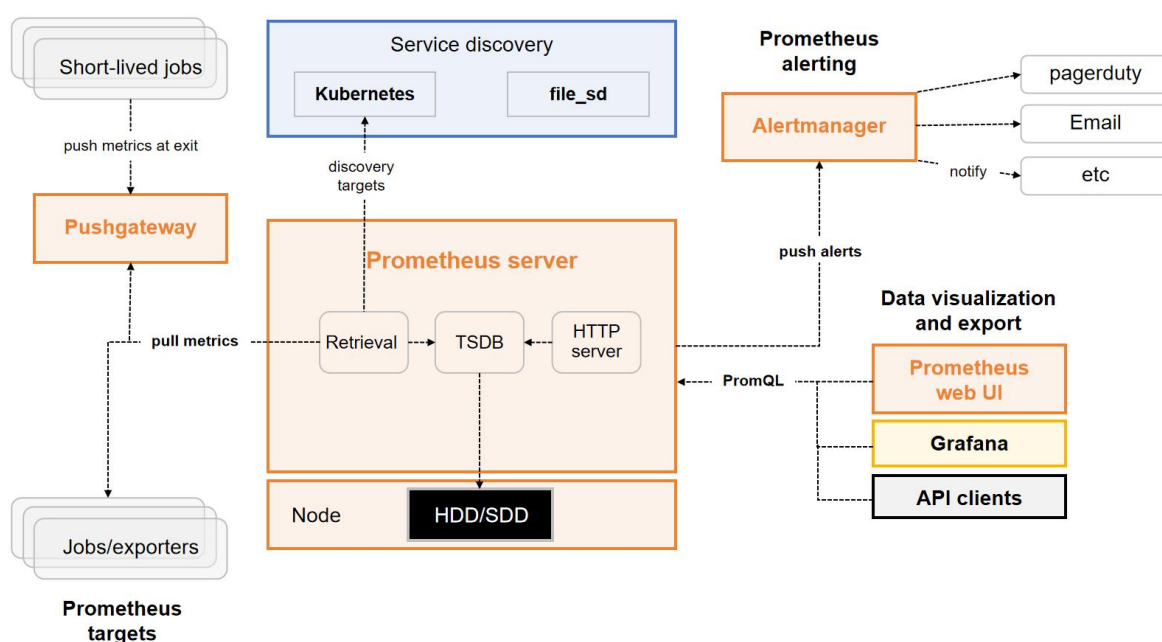 Short-lived jobs
push metrics at exit
Pushgateway
pull metrics
Jobs/exporters
Prometheus
targets
Service discovery
Kubernetes
file_sd
discovery
targets
Prometheus server
Retrieval
TSDB
HTTP
server
Node
HDD/SDD
Prometheus
alerting
Alertmanager
pagerduty
Email
notify
etc
push alerts
Data visualization
and export
PromQL
Prometheus
web UI
Grafana
API clients